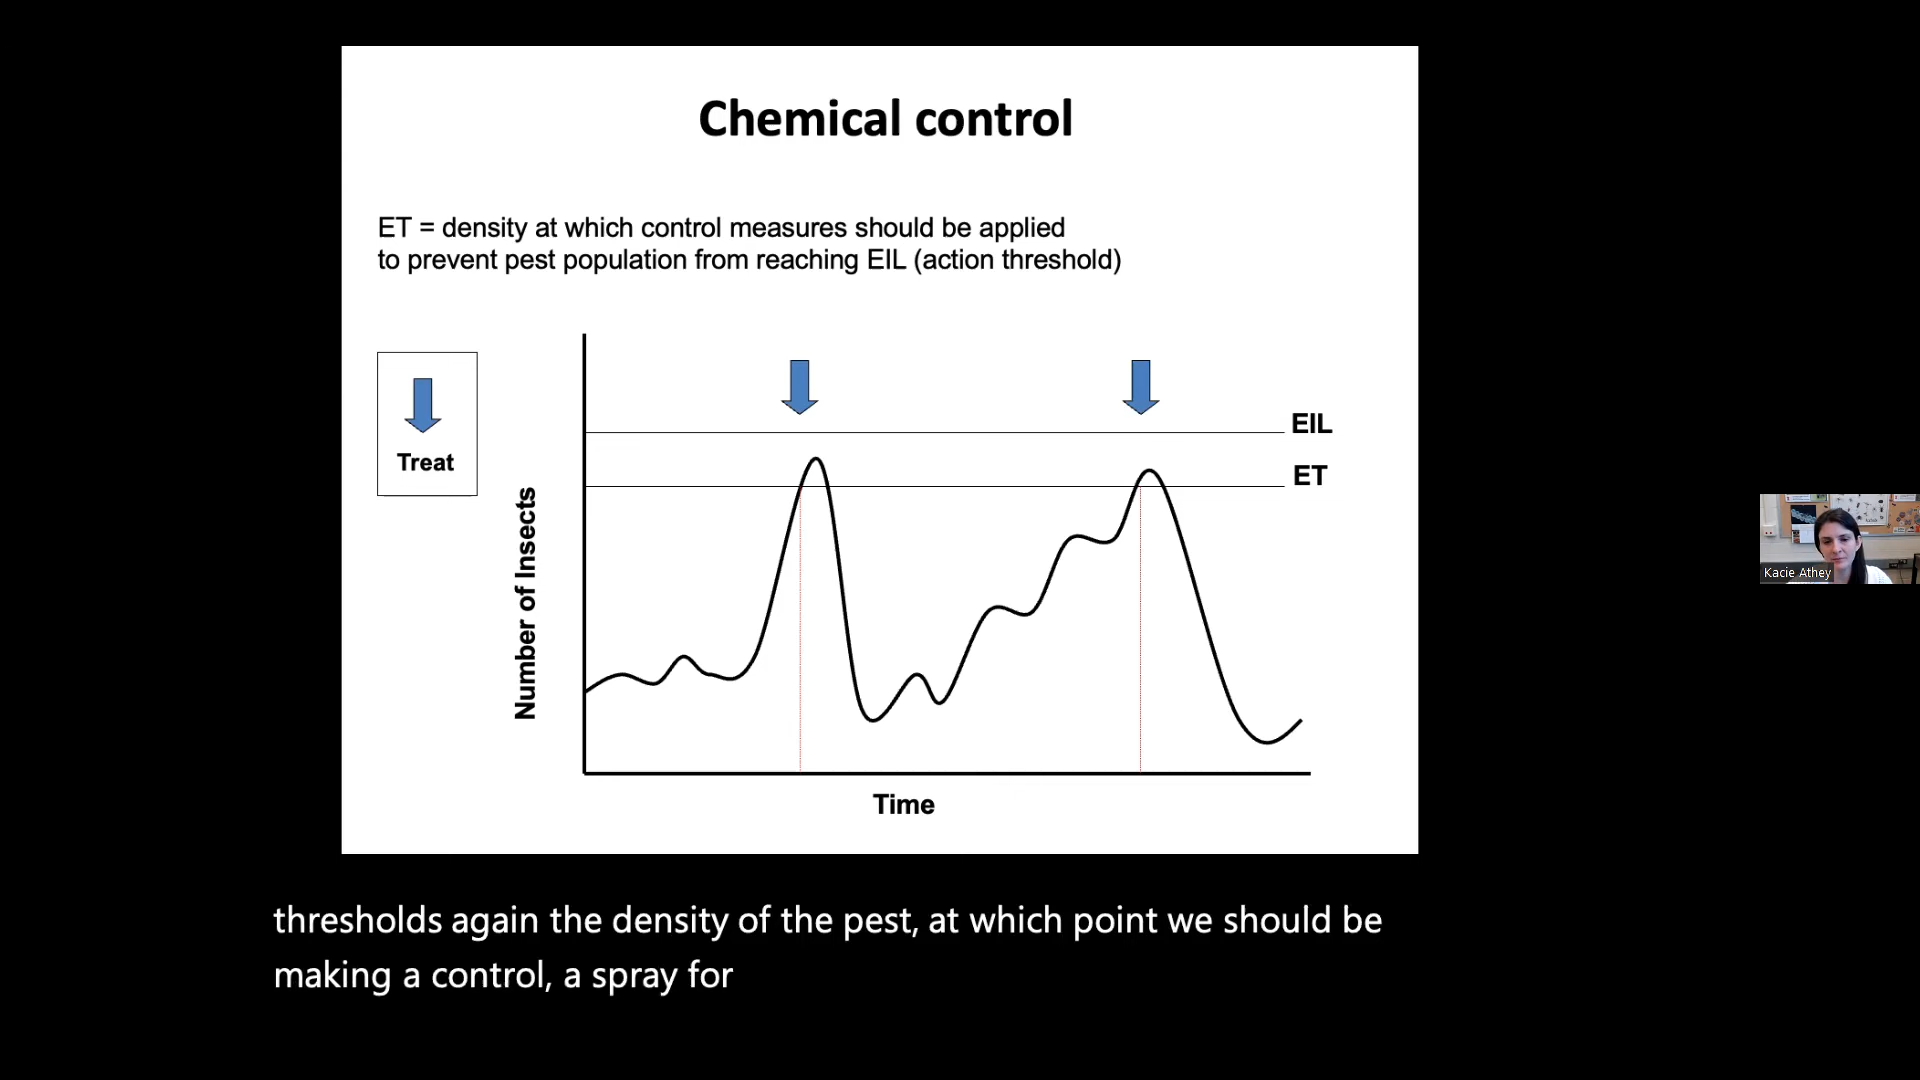 Chemical control
ET = density at which control measures should be applied
to prevent pest population from reaching EIL (action threshold)
Treat
EIL
ET
Number of Insects
Time
Kacie Athey
thresholds again the density of the pest, at which point we should be
making a control, a spray for